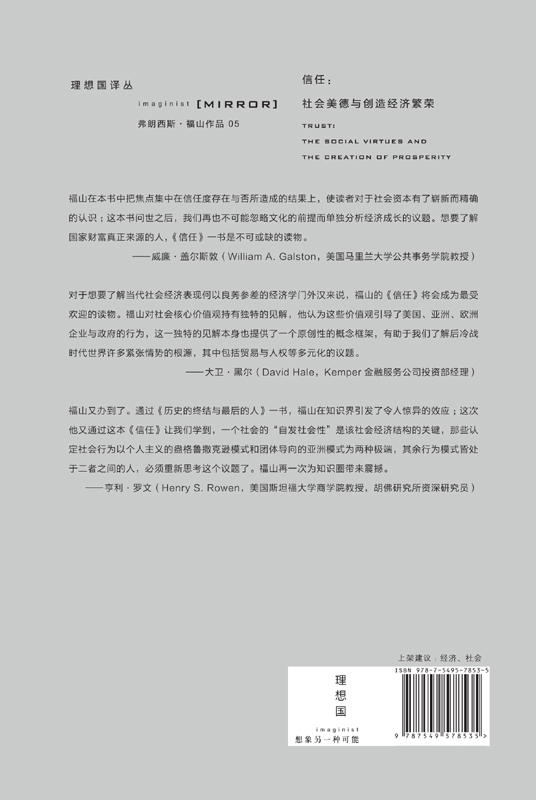 理想国译丛
imaginist [MIRROR]
弗朗西斯·福山作品 05
信任：
社会美德与创造经济繁荣
TRUST:
THE SOCIAL VIRTUES AND
THE CREATION OF PROSPERITY
福山在本书中把焦点集中在信任度存在与否所造成的结果上，使读者对于社会资本有了崭新而精确
的认识；这本书问世之后，我们再也不可能忽略文化的前提而单独分析经济成长的议题。想要了解
国家财富真正来源的人，《信任》一书是不可或缺的读物。
——威廉·盖尔斯敦（William A. Galston，美国马里兰大学公共事务学院教授）
对于想要了解当代社会经济表现何以良莠参差的经济学门外汉来说，福山的《信任》将会成为最受
欢迎的读物。福山对社会核心价值观持有独特的见解，他认为这些价值观引导了美国、亚洲、欧洲
企业与政府的行为，这一独特的见解本身也提供了一个原创性的概念框架，有助于我们了解后冷战
时代世界许多紧张情势的根源，其中包括贸易与人权等多元化的议题。
——大卫·黑尔（David Hale，Kemper 金融服务公司投资部经理）
福山又办到了。通过《历史的终结与最后的人》一书，福山在知识界引发了令人惊异的效应；这次
他又通过这本《信任》让我们学到，一个社会的“自发社会性”是该社会经济结构的关键，那些认
定社会行为以个人主义的盎格鲁撒克逊模式和团体导向的亚洲模式为两种极端，其余行为模式皆处
于二者之间的人，必须重新思考这个议题了。福山再一次为知识圈带来震撼。
——亨利·罗文（Henry S. Rowen，美国斯坦福大学商学院教授，胡佛研究所资深研究员）
上架建议：经济、社会
ISBN 978-7-5495-7853-5
理
想
国
imaginist
想象另一种可能
9 787549 578535 >